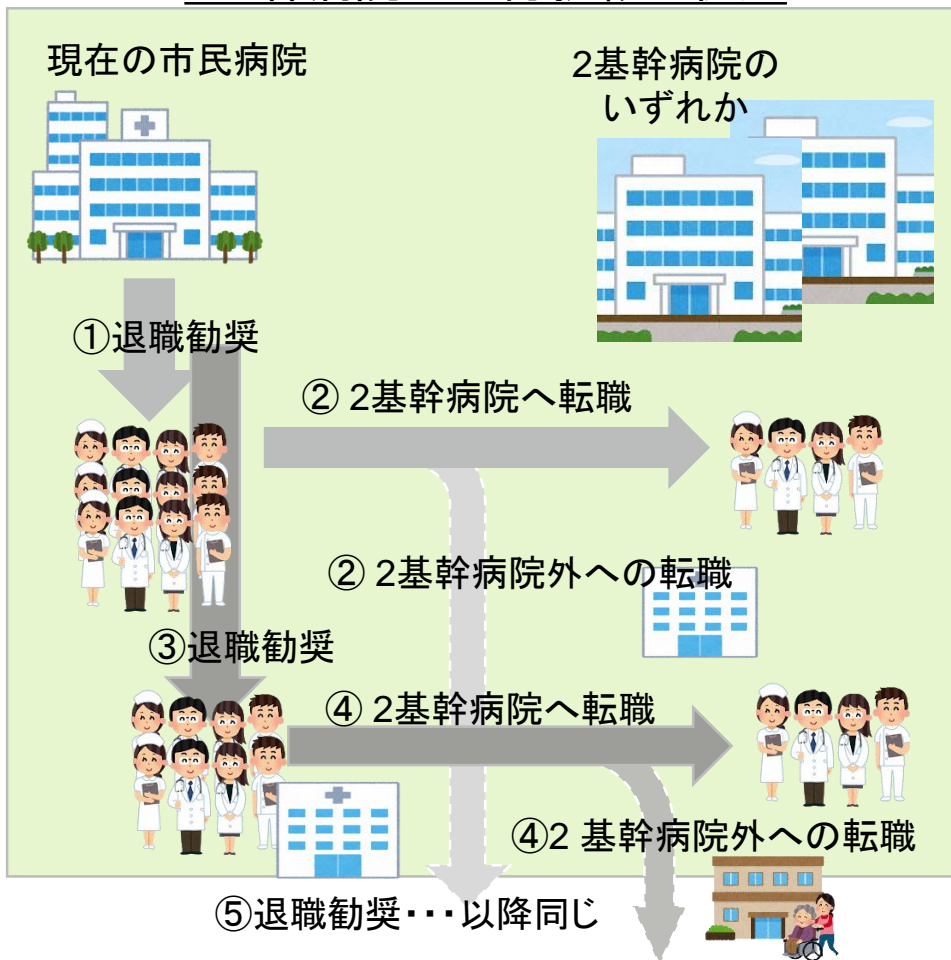 現在の市民病院
2基幹病院の
いずれか
①退職勧奨
② 2基幹病院へ転職
② 2基幹病院外への転職
③退職勧奨
④ 2基幹病院へ転職
④2 基幹病院外への転職
⑤退職勧奨・・・以降同じ